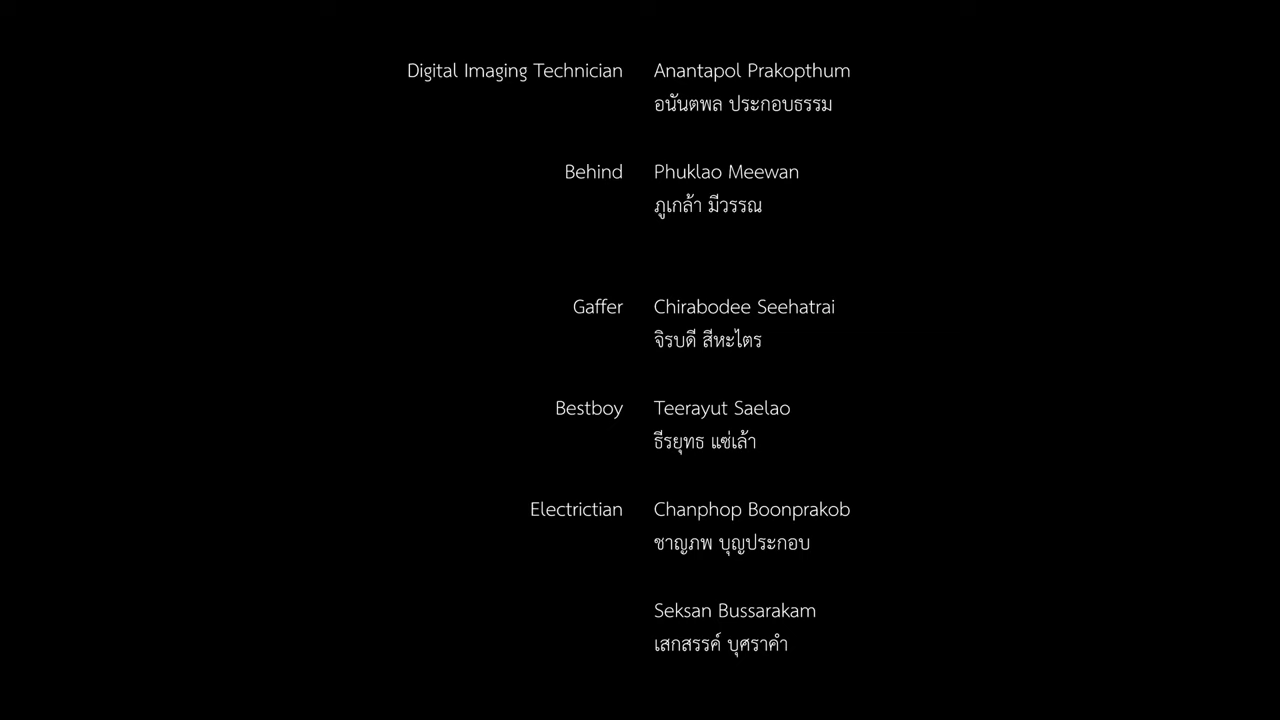 Digital Imaging Technician Anantapol Prakopthum
อนันตพล ประกอบธรรม
Behind Phuklao Meewan
ภูเกล้า มีวรรณ
Gaffer Chirabodee Seehatrai
จิรบดี สีหะไตร
Bestboy Teerayut Saelao
ธีรยุทธ แซ่เล้า
Electrictian Chanphop Boonprakob
ชาญภพ บุญประกอบ
Seksan Bussarakam
เสกสรรค์ บุศราคำ